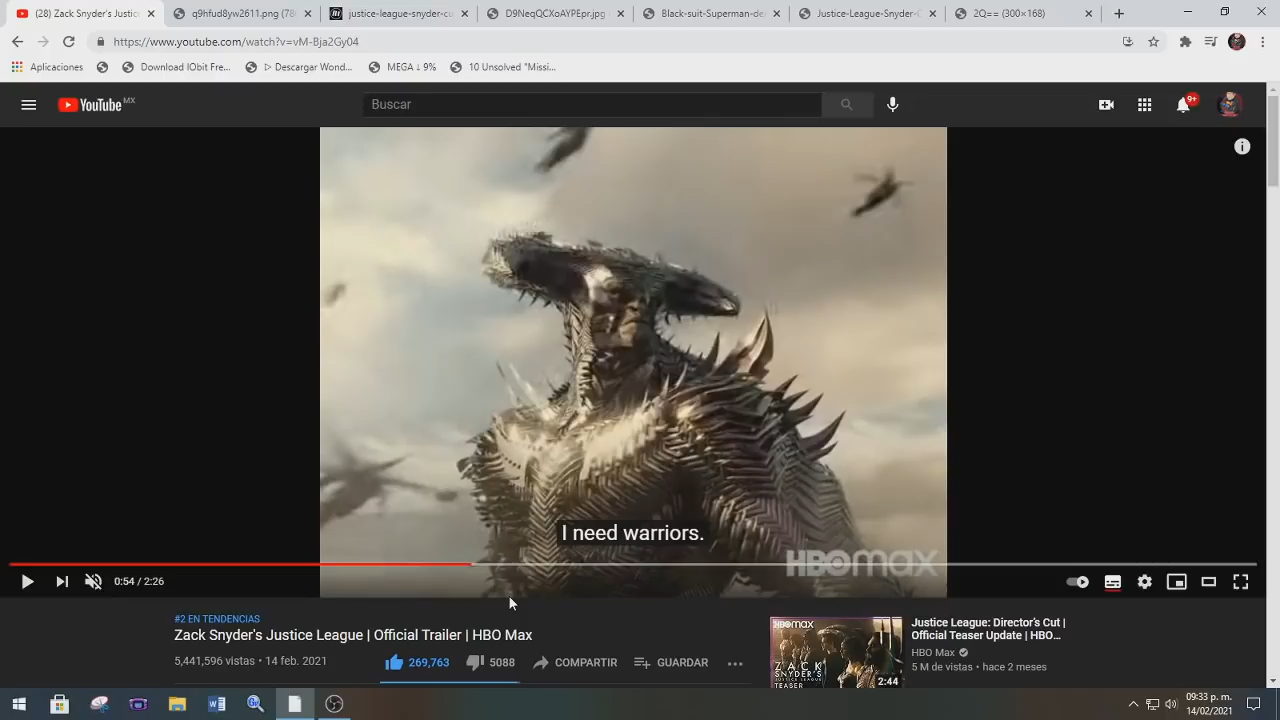 (28) Zack Snyder's Justic
q9hfud8yw2611.png (78
justice-league-snyder-cu
D9NeqQCXoAYPEpr.jpg
Black-suit-Superman-de
Justice-League-Snyder-C
2Q== (300×168)
https://www.youtube.com/watch?v=vM-Bja2Gy04
Aplicaciones
Download IObit Fre...
▷ Descargar Wond...
MEGA ↓ 9%
10 Unsolved "Missi...
YouTube MX
Buscar
9+
I need warriors.
HBOmax
0:54 / 2:26
#2 EN TENDENCIAS
Zack Snyder's Justice League | Official Trailer | HBO Max
5,441,596 vistas • 14 feb. 2021
269,763
5088
COMPARTIR
GUARDAR
HBOmax
ZACK
SNYDER'S
JUSTICE LEAGUE
TEASER
2:44
Justice League: Director's Cut |
Official Teaser Update | HBO...
HBO Max
5 M de vistas • hace 2 meses
09:33 p. m.
14/02/2021